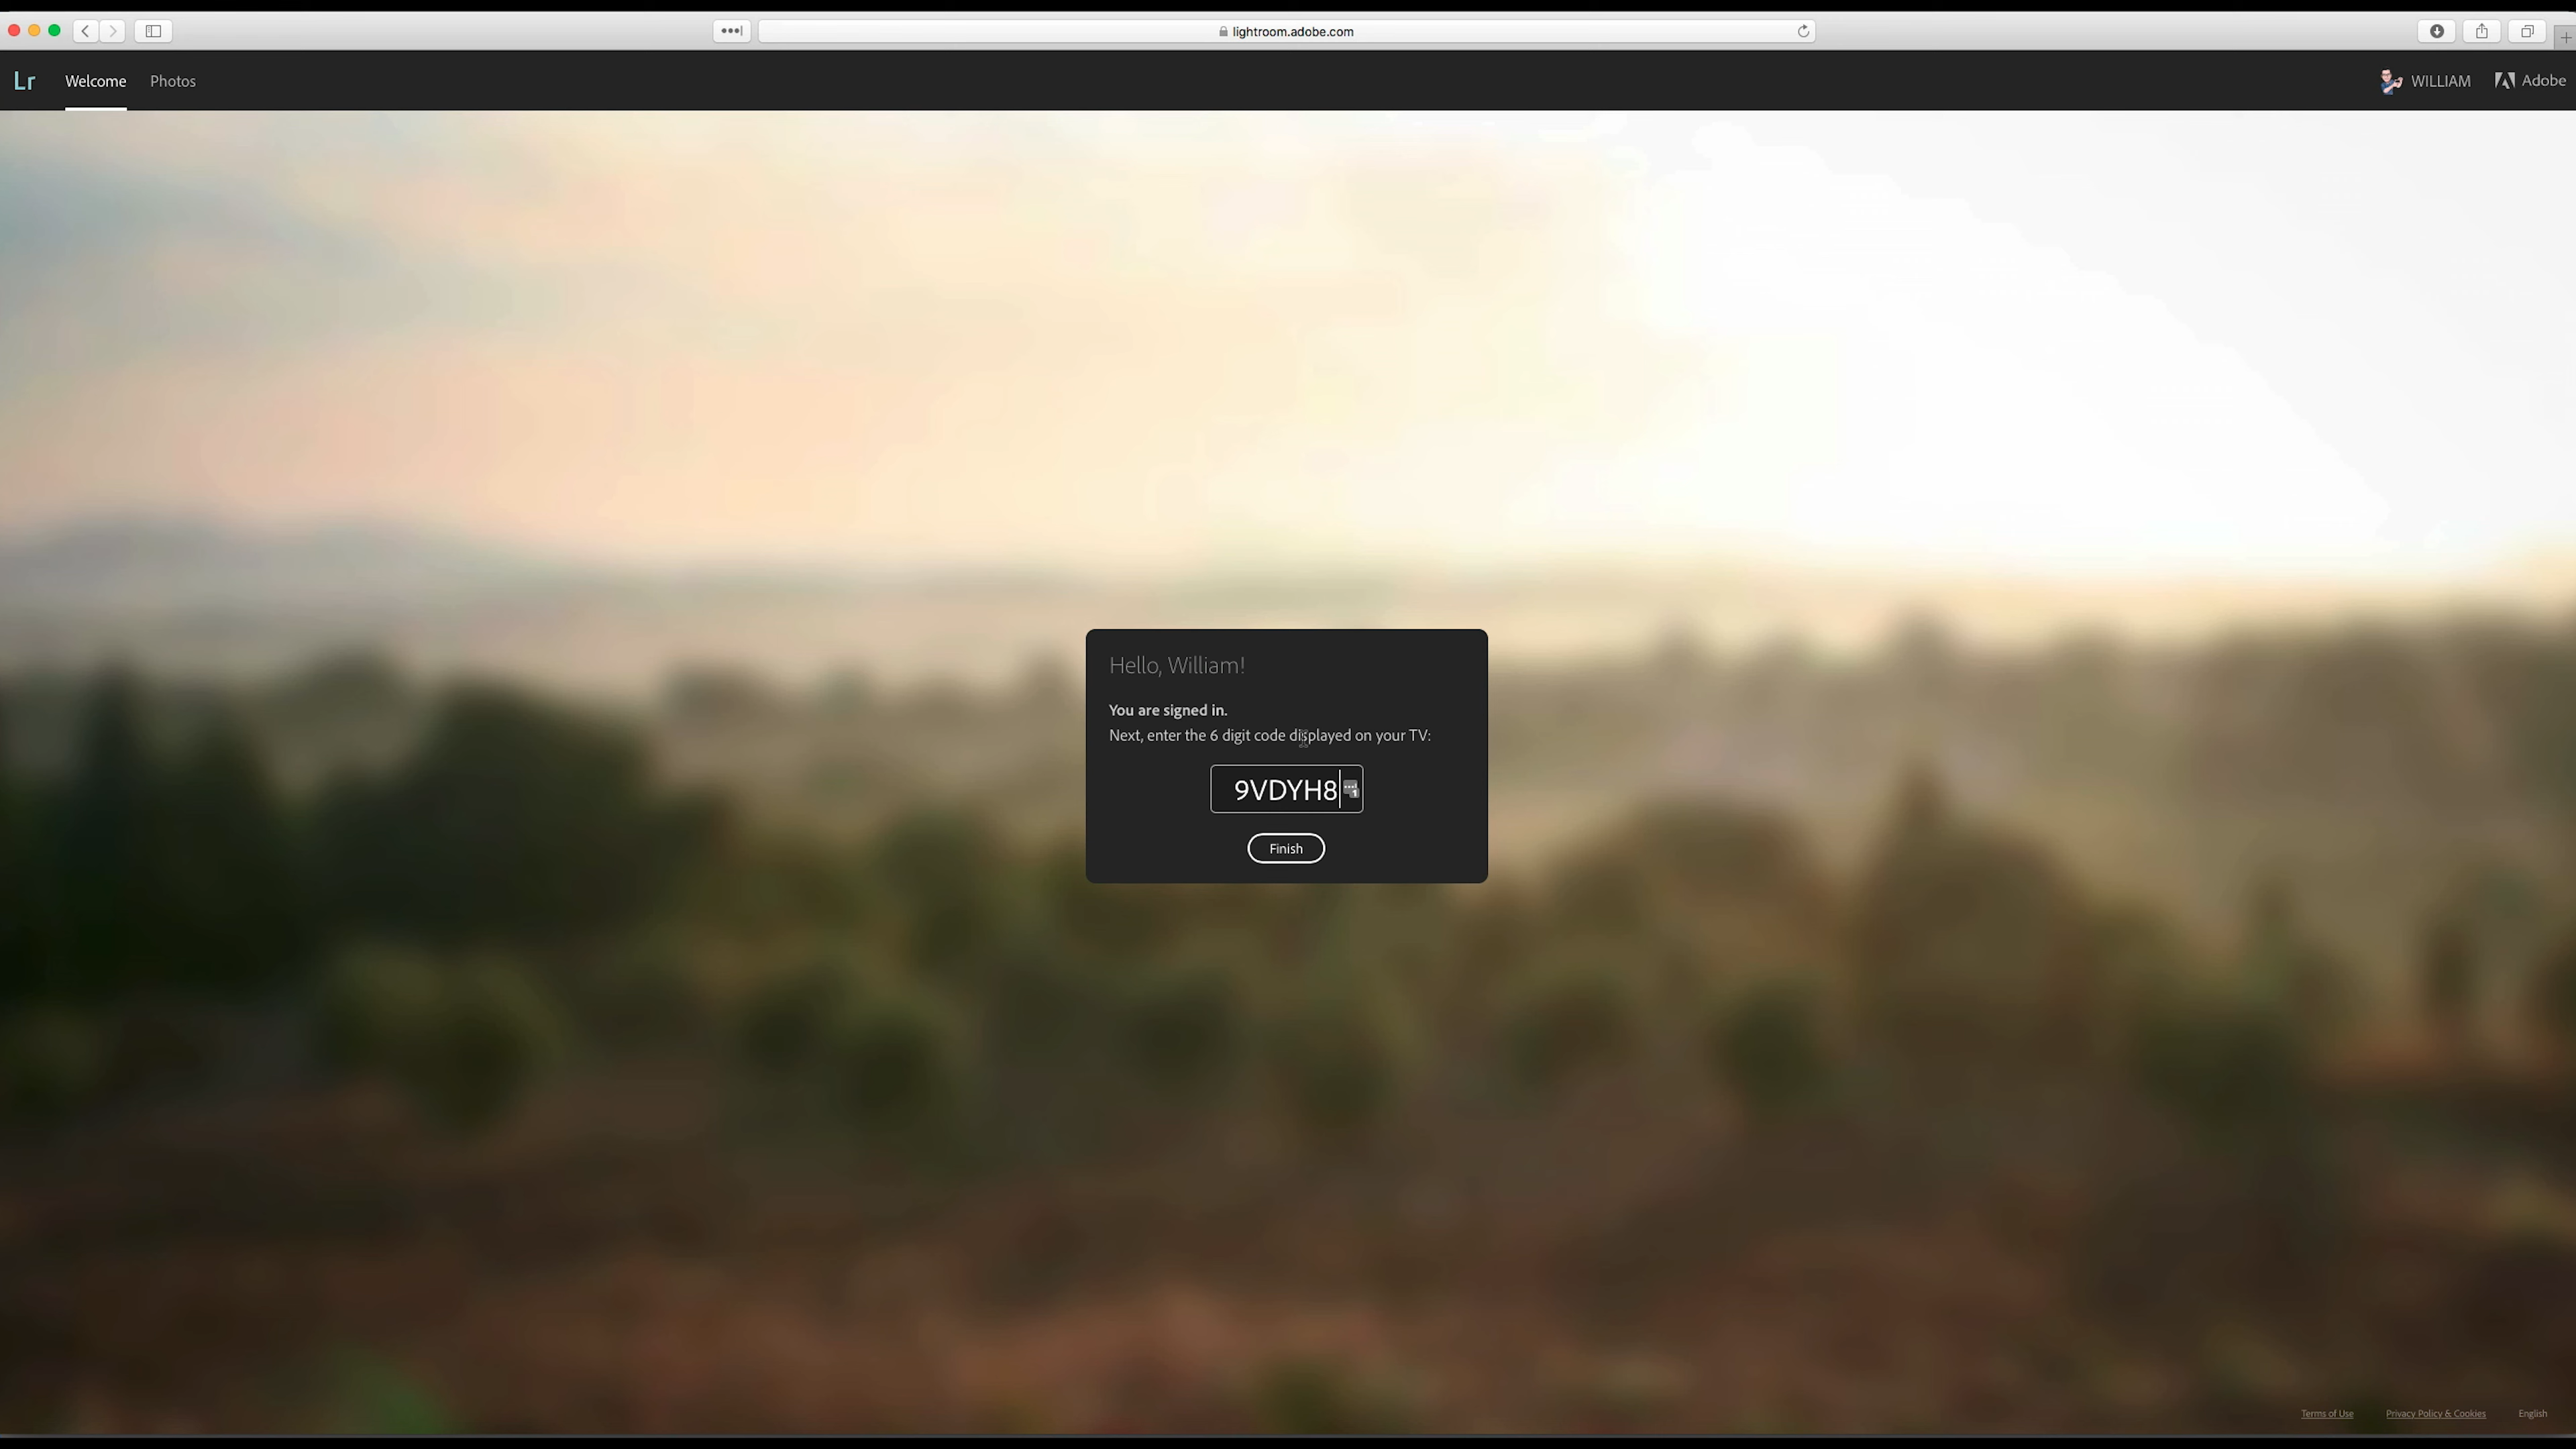 lightroom.adobe.com
Lr Welcome Photos WILLIAM Adobe
Hello, William!
You are signed in.
Next, enter the 6 digit code displayed on your TV:
9VDYH8
Finish
Terms of Use Privacy Policy & Cookies English